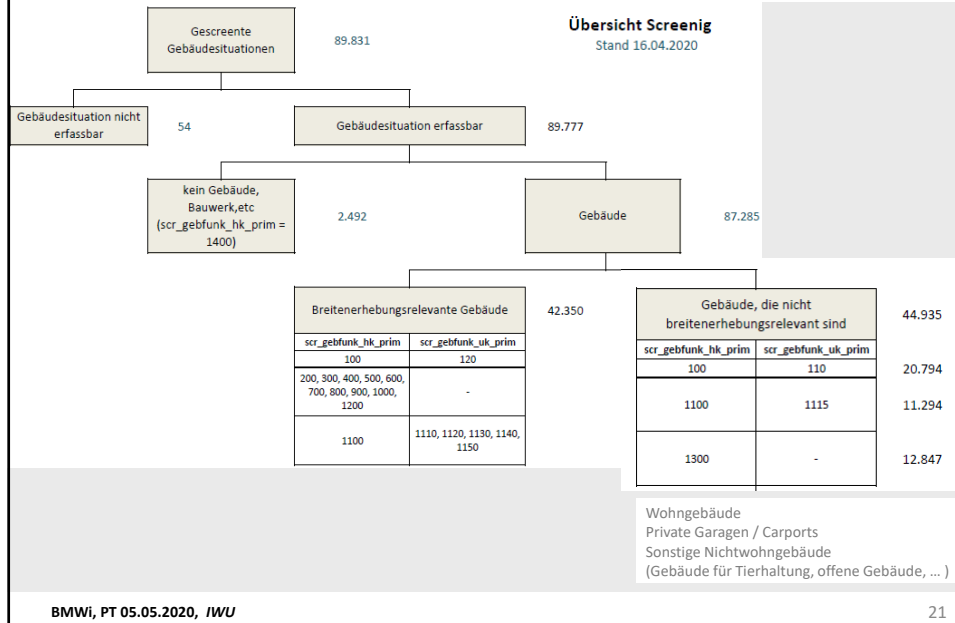 Übersicht Screenig
Stand 16.04.2020
Gescreente
Gebäudesituationen
89.831
Gebäudesituation nicht
erfassbar
54
Gebäudesituation erfassbar
89.777
kein Gebäude,
Bauwerk,etc
(scr_gebfunk_hk_prim =
1400)
2.492
Gebäude
87.285
Breitenerhebungsrelevante Gebäude
42.350
scr_gebfunk_hk_prim scr_gebfunk_uk_prim
100 120
200, 300, 400, 500, 600,
700, 800, 900, 1000,
1200
-
1100
1110, 1120, 1130, 1140,
1150
Gebäude, die nicht
breitenerhebungsrelevant sind
44.935
scr_gebfunk_hk_prim scr_gebfunk_uk_prim
100 110 20.794
1100 1115 11.294
1300 - 12.847
Wohngebäude
Private Garagen / Carports
Sonstige Nichtwohngebäude
(Gebäude für Tierhaltung, offene Gebäude, … )
BMWi, PT 05.05.2020, IWU
21